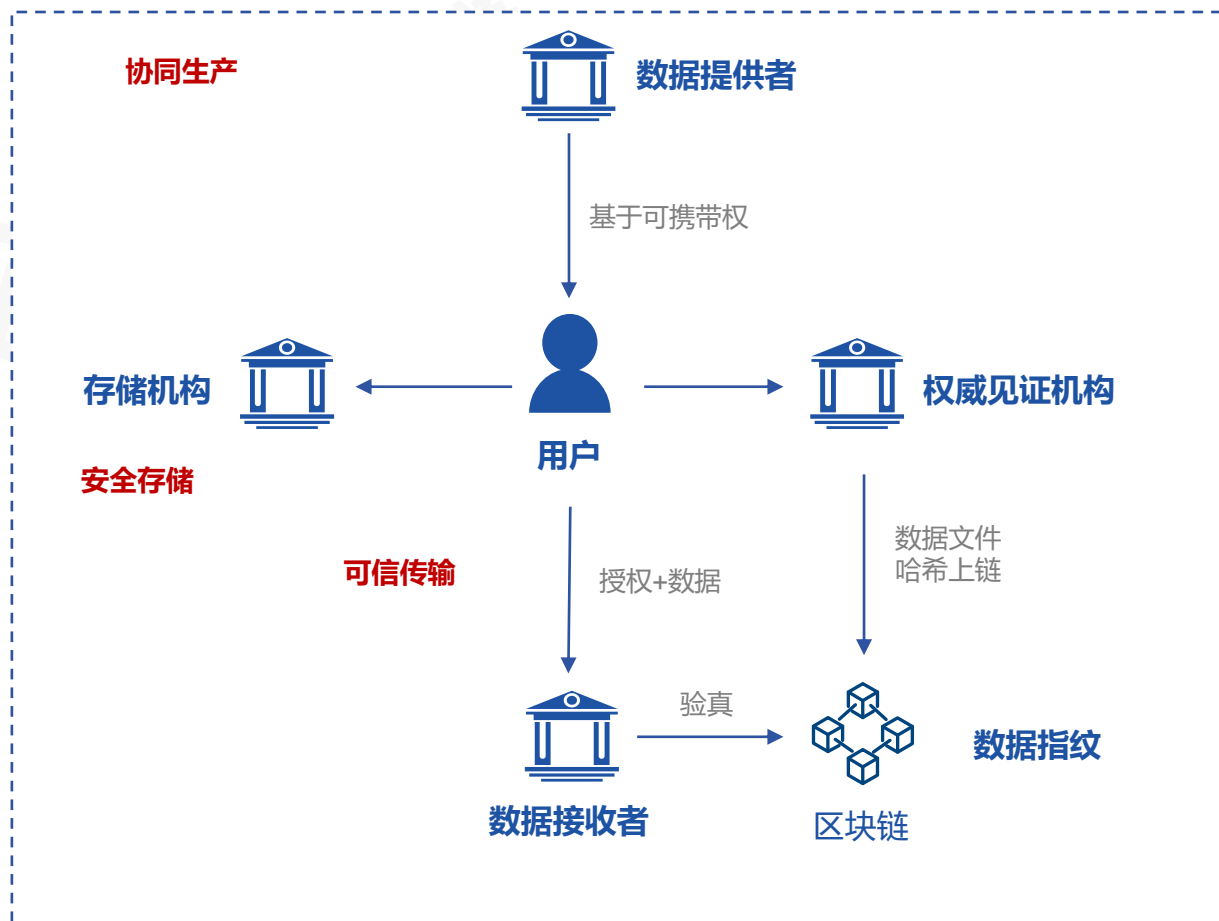 协同生产
数据提供者
基于可携带权
存储机构
权威见证机构
用户
安全存储
数据文件
哈希上链
可信传输
授权+数据
验真
数据指纹
数据接收者
区块链